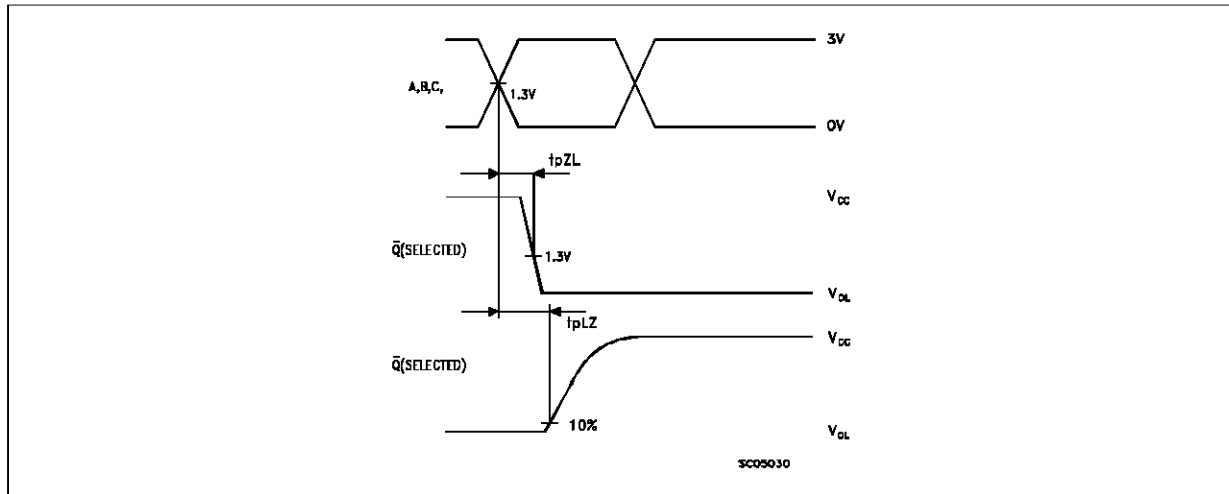 3V
A,B,C,
1.3V
0V
tpZL
VCC
Q̅(SELECTED)
1.3V
VOL
tpLZ
VCC
Q̅(SELECTED)
10%
VOL
SC05030